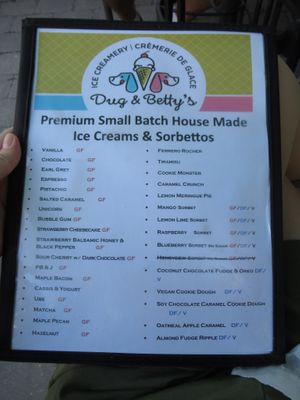 ICE CREAMERY | CRÈMERIE DE GLACE
Dug & Betty's
Premium Small Batch House Made
Ice Creams & Sorbettos
VANILLA GF
CHOCOLATE GF
EARL GREY GF
ESPRESSO GF
PISTACHIO GF
SALTED CARAMEL GF
UNICORN GF
BUBBLE GUM GF
STRAWBERRY CHEESECAKE GF
STRAWBERRY BALSAMIC HONEY &
BLACK PEPPER GF
SOUR CHERRY W/ DARK CHOCOLATE GF
PB & J GF
MAPLE BACON GF
CASSIS & YOGURT
UBE GF
MATCHA GF
MAPLE PECAN GF
HAZELNUT GF
FERRERO ROCHER
TIRAMISU
COOKIE MONSTER
CARAMEL CRUNCH
LEMON MERINGUE PIE
MANGO SORBET GF/DF/ V
LEMON LIME SORBET GF/DF/ V
RASPBERRY SORBET GF/DF/ V
BLUEBERRY SORBET GF/DF/ V
HONEYDEW GF/DF/ V
COCONUT CHOCOLATE FUDGE & OREO DF/
V
VEGAN COOKIE DOUGH DF/ V
SOY CHOCOLATE CARAMEL COOKIE DOUGH
DF/ V
OATMEAL APPLE CARAMEL DF/ V
ALMOND FUDGE RIPPLE DF/ V